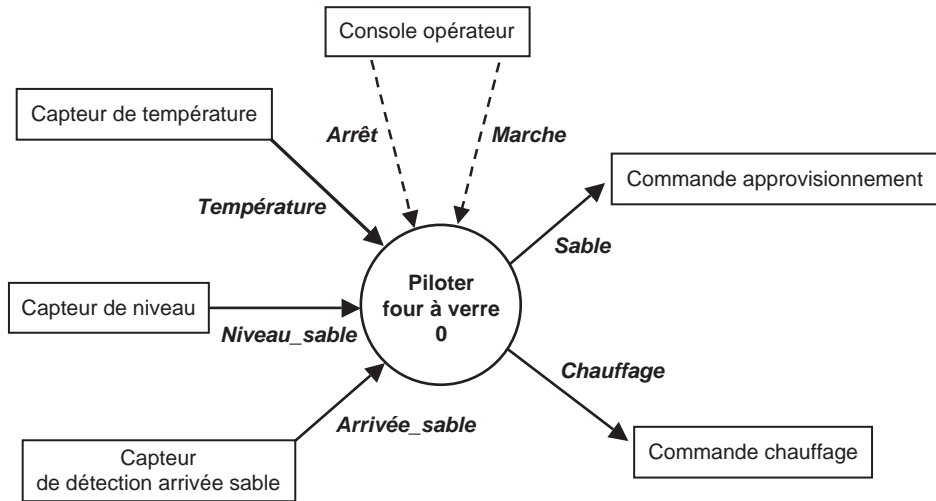 Console opérateur
Capteur de température
Arrêt
Marche
Commande approvisionnement
Température
Sable
Piloter
four à verre
0
Capteur de niveau
Niveau_sable
Chauffage
Arrivée_sable
Capteur
de détection arrivée sable
Commande chauffage